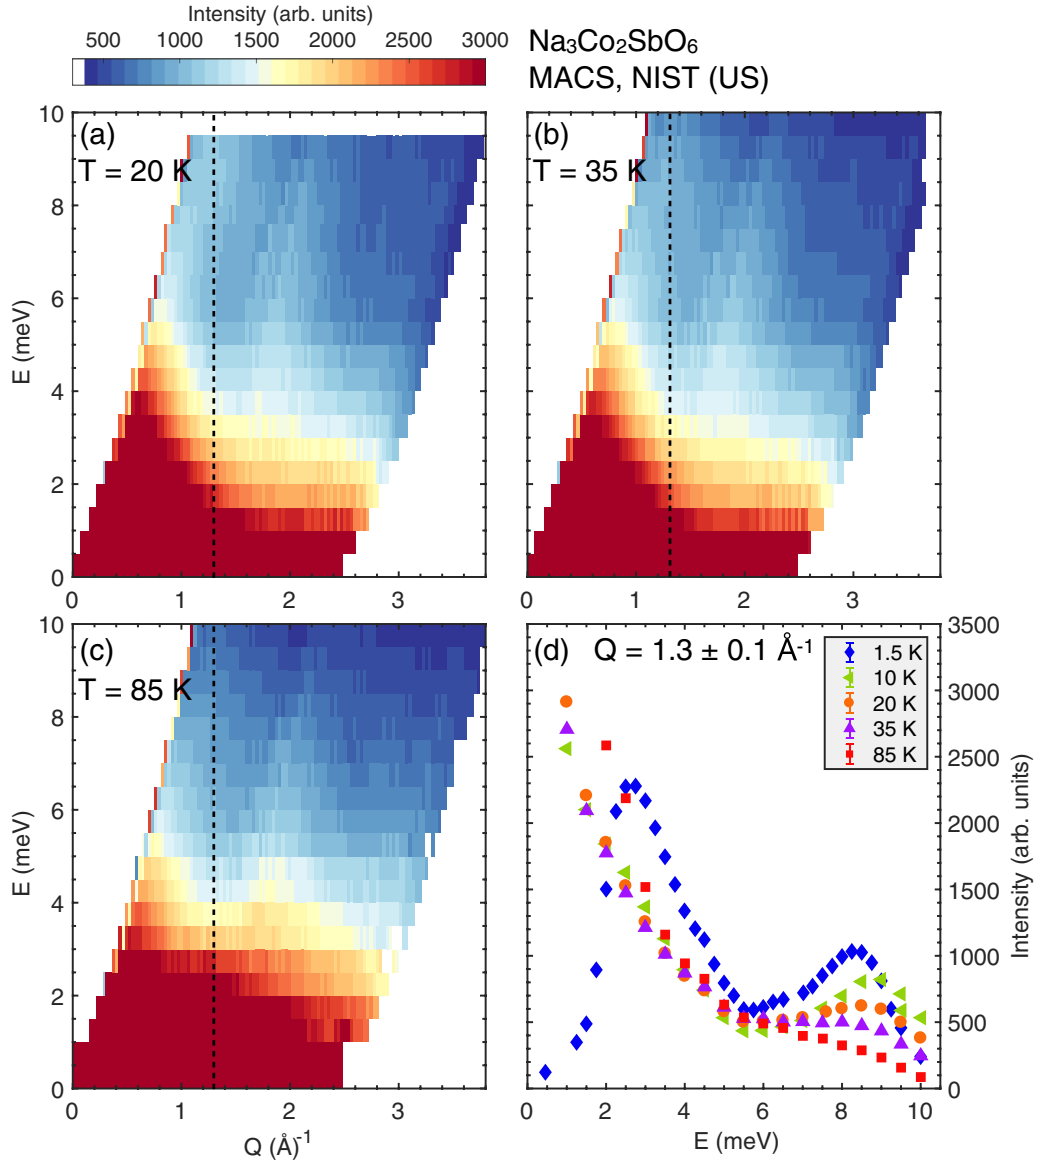 Intensity (arb. units)
500 1000 1500 2000 2500 3000
Na₃Co₂SbO₆
MACS, NIST (US)
(a)
T = 20 K
10
8
6
4
2
0
E (meV)
0 1 2 3
(b)
T = 35 K
0 1 2 3
(c)
T = 85 K
10
8
6
4
2
0
E (meV)
0 1 2 3
Q (Å)⁻¹
(d) Q = 1.3 ± 0.1 Å⁻¹
1.5 K
10 K
20 K
35 K
85 K
3500
3000
2500
2000
1500
1000
500
0
Intensity (arb. units)
0 2 4 6 8 10
E (meV)